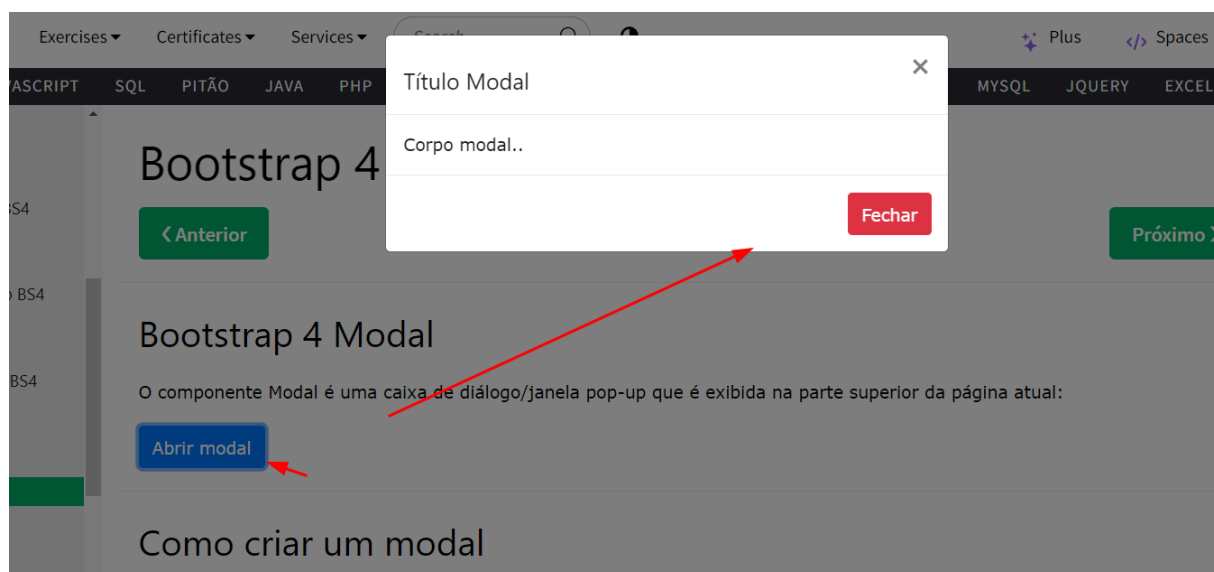 Exercises Certificates Services Search Plus </> Spaces
VASCRIPT SQL PITÃO JAVA PHP MYSQL JQUERY EXCEL
Título Modal ×
Corpo modal..
Fechar
Bootstrap 4
BS4
❮ Anterior
Próximo ❯
BS4
Bootstrap 4 Modal
BS4
O componente Modal é uma caixa de diálogo/janela pop-up que é exibida na parte superior da página atual:
Abrir modal
Como criar um modal